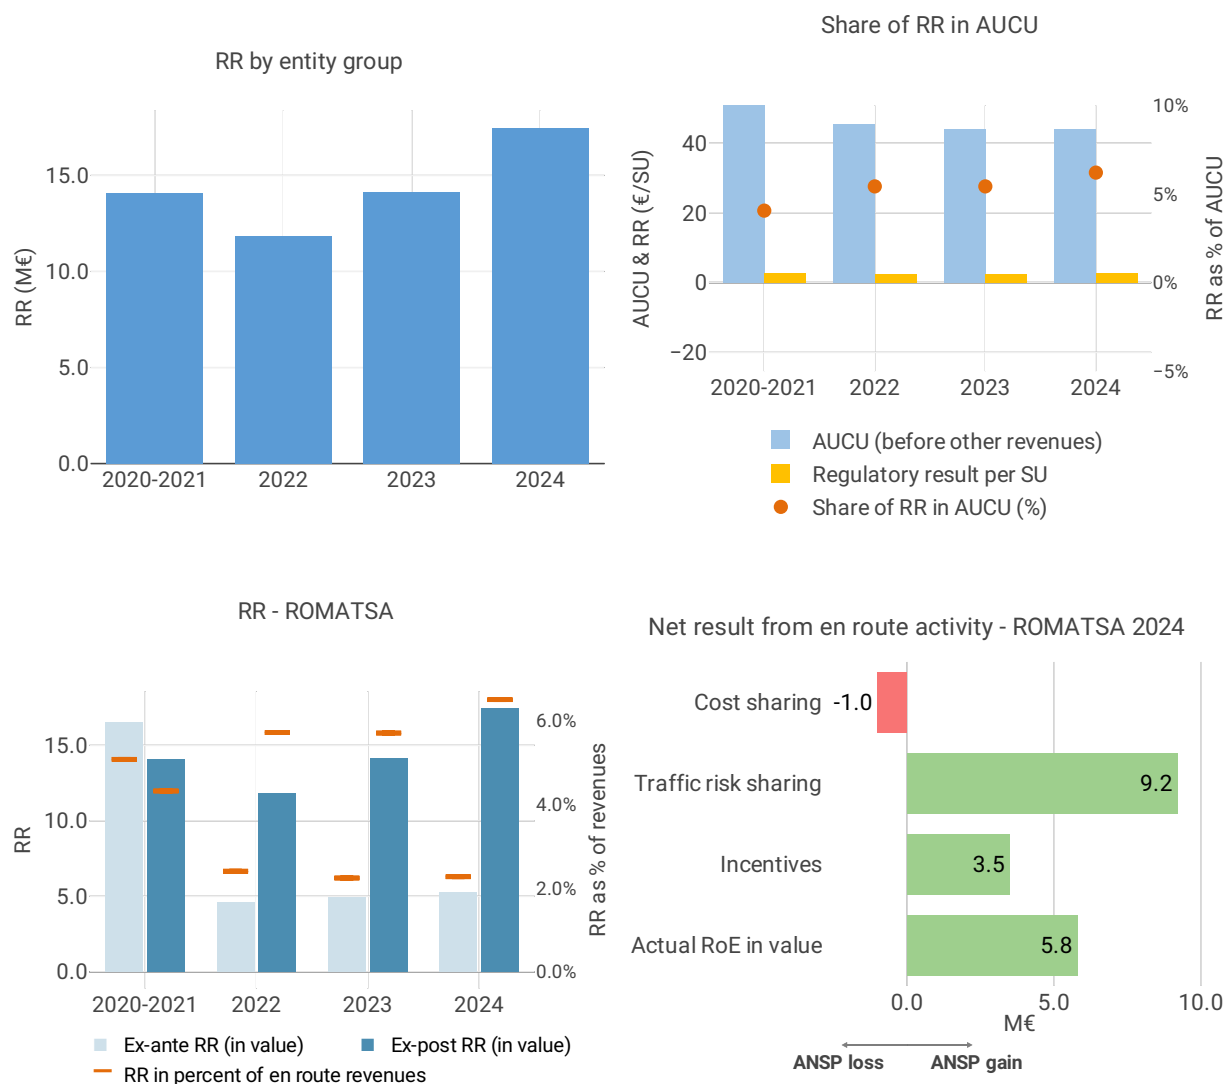 RR by entity group
RR (M€)
15.0
10.0
5.0
0.0
2020-2021
2022
2023
2024
Share of RR in AUCU
AUCU & RR (€/SU)
40
20
0
−20
10%
5%
0%
−5%
RR as % of AUCU
2020-2021
2022
2023
2024
AUCU (before other revenues)
Regulatory result per SU
Share of RR in AUCU (%)
RR - ROMATSA
RR
15.0
10.0
5.0
0.0
6.0%
4.0%
2.0%
0.0%
RR as % of revenues
2020-2021
2022
2023
2024
Ex-ante RR (in value)
Ex-post RR (in value)
RR in percent of en route revenues
Net result from en route activity - ROMATSA 2024
Cost sharing
-1.0
Traffic risk sharing
9.2
Incentives
3.5
Actual RoE in value
5.8
0.0
5.0
10.0
M€
ANSP loss
ANSP gain